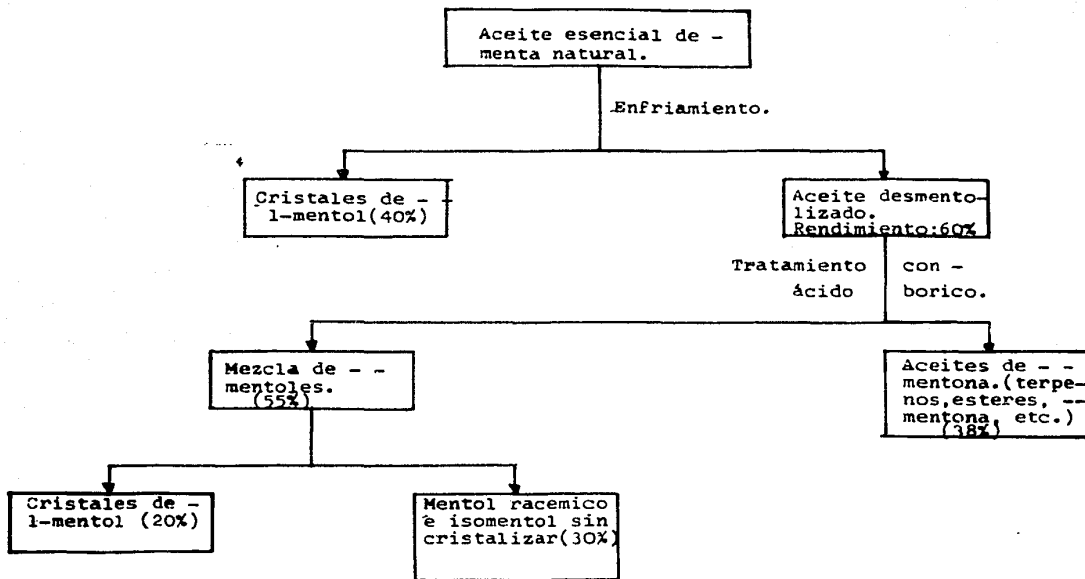 Aceite esencial de -
menta natural.
Enfriamiento.
Cristales de - -
l-mentol(40%)
Aceite desmento-
lizado.
Rendimiento:60%
Tratamiento con -
ácido borico.
Mezcla de - -
mentoles.
(55%)
Aceites de - -
mentona.(terpe-
nos,esteres, --
mentona, etc.)
(38%)
Cristales de -
l-mentol (20%)
Mentol racemico
e isomentol sin
cristalizar(30%)